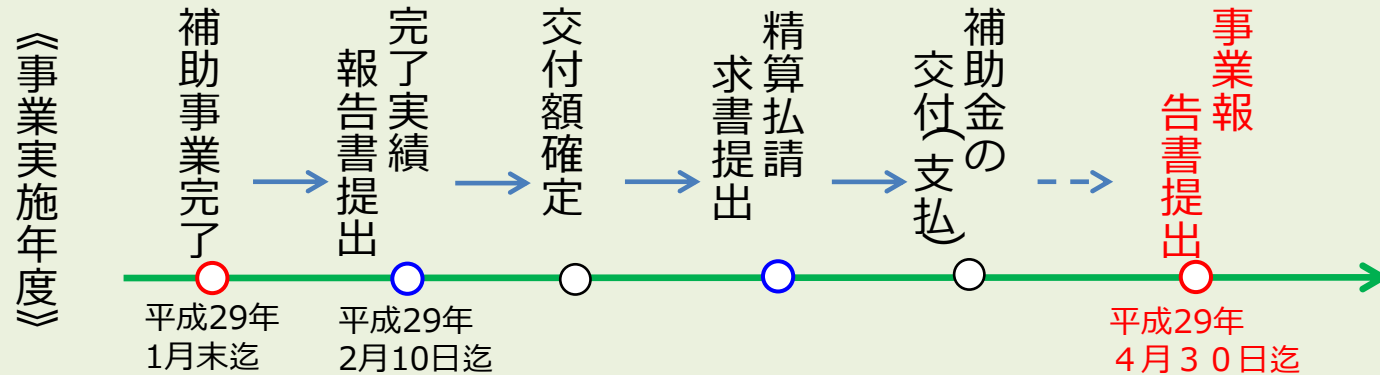 《事業実施年度》
補助事業完了
完了実績
報告書提出
交付額確定
精算払請
求書提出
補助金の
交付(支払)
事業報
告書提出
平成29年
1月末迄
平成29年
2月10日迄
平成29年
４月３０日迄